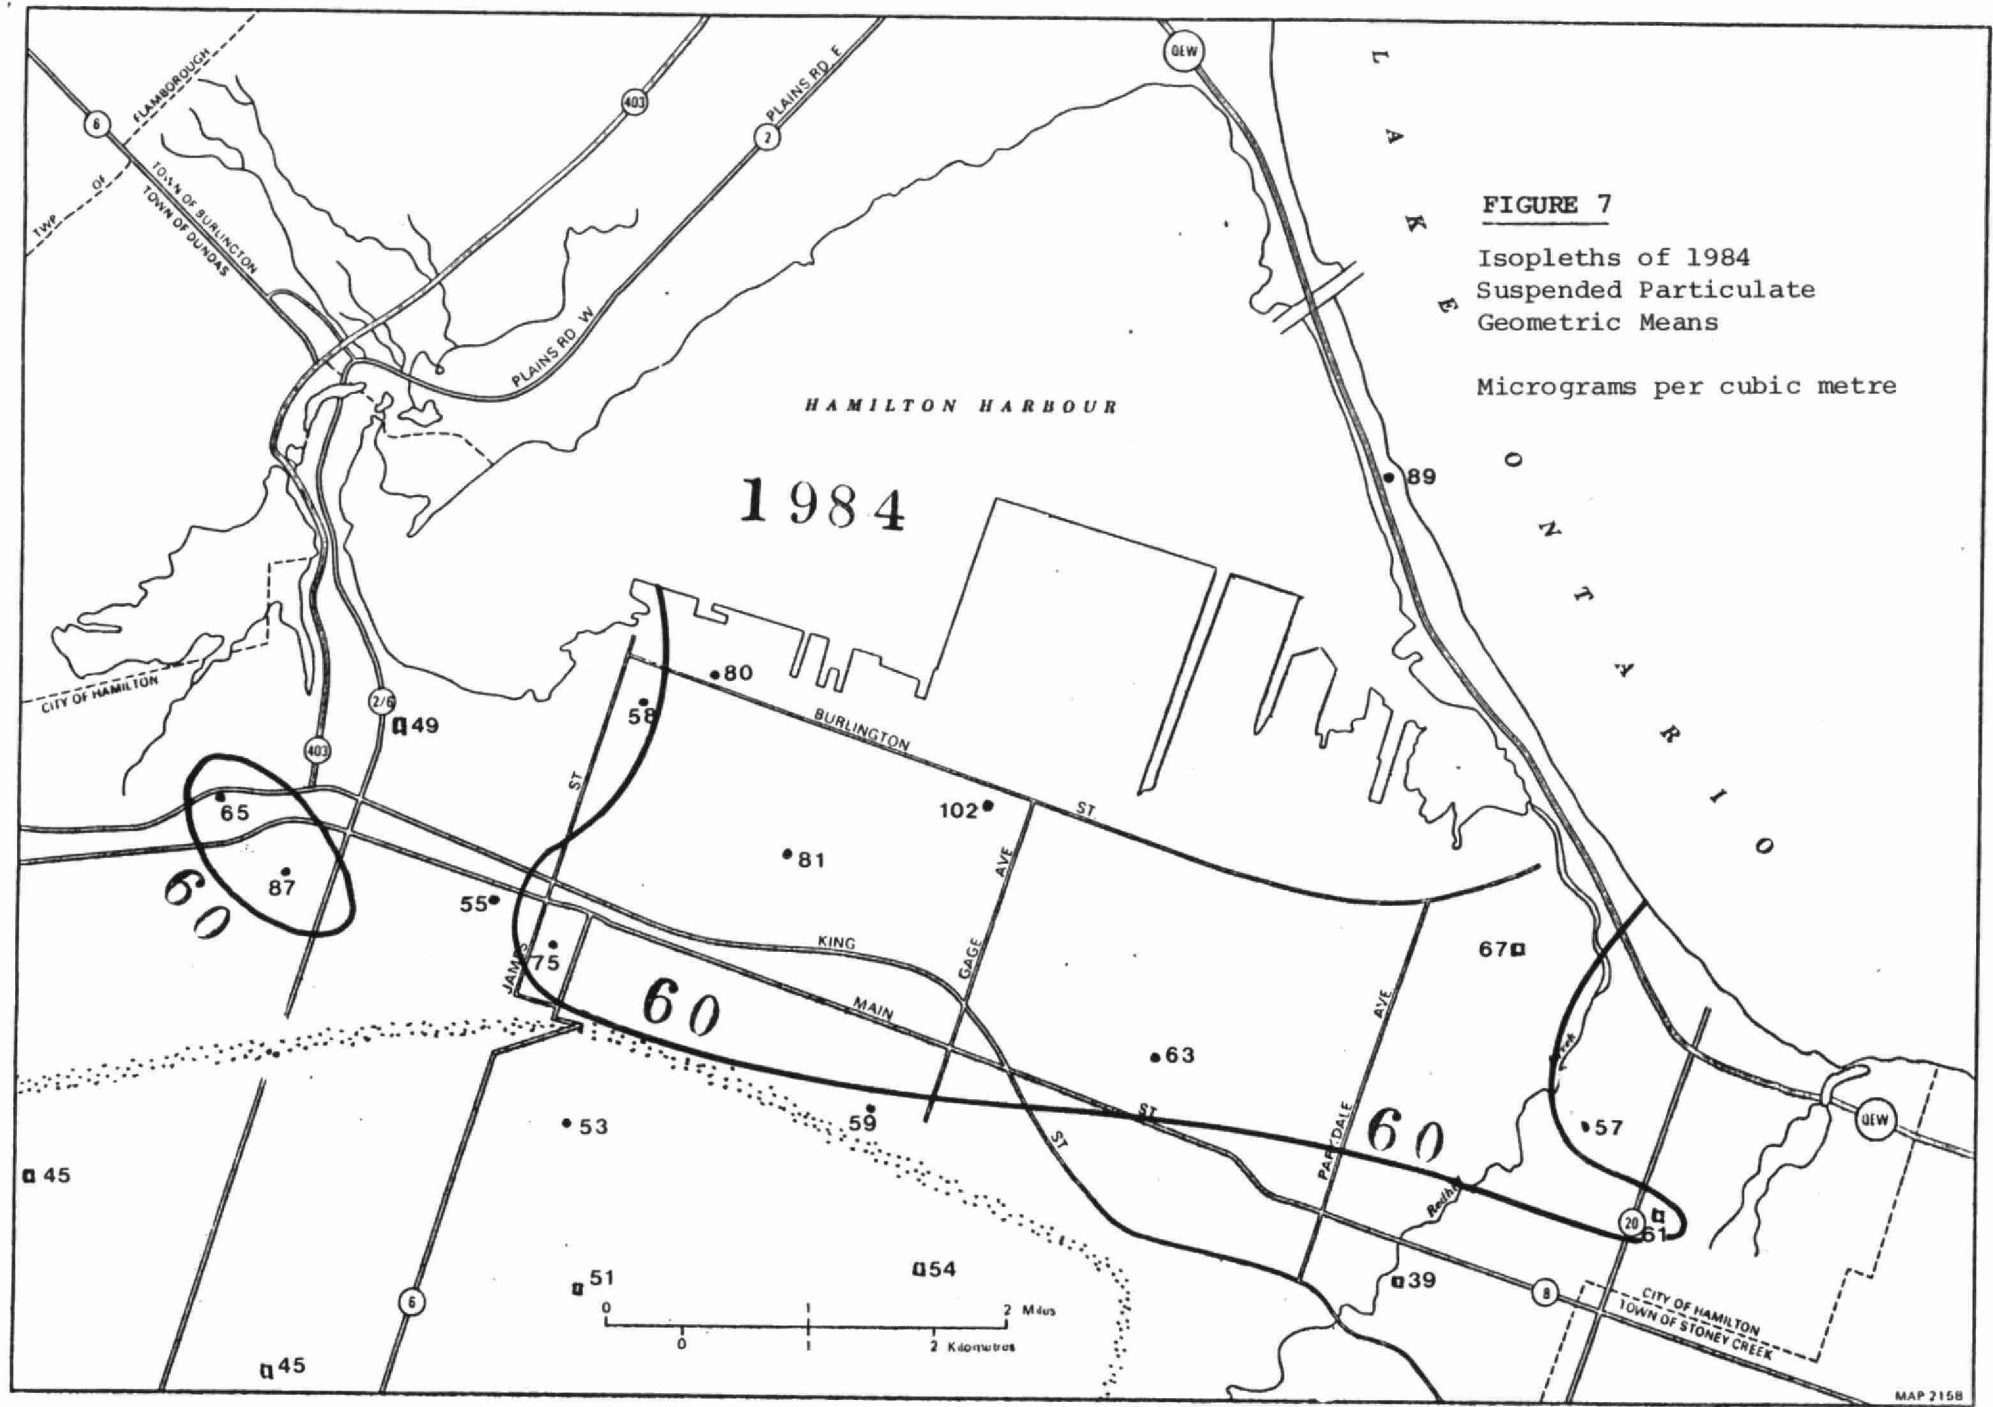 FIGURE 7
Isopleths of 1984
Suspended Particulate
Geometric Means
Micrograms per cubic metre
LAKE ONTARIO
HAMILTON HARBOUR
1984
QEW
403
2
PLAINS RD. E
6
FLAMBOROUGH
OF
TWP
TOWN OF BURLINGTON
TOWN OF DUNDAS
PLAINS RD W
89
CITY OF HAMILTON
2/6
49
403
80
58
BURLINGTON
ST.
ST
65
87
60
102
81
AVE
GAGE
55
75
JAMES
KING
60
MAIN
67
AVE
63
ST
ST
PARKDALE
60
57
QEW
53
59
45
Redhill
20
61
51
54
39
8
6
45
CITY OF HAMILTON
TOWN OF STONEY CREEK
0 1 2 Miles
0 1 2 Kilometres
MAP 215B